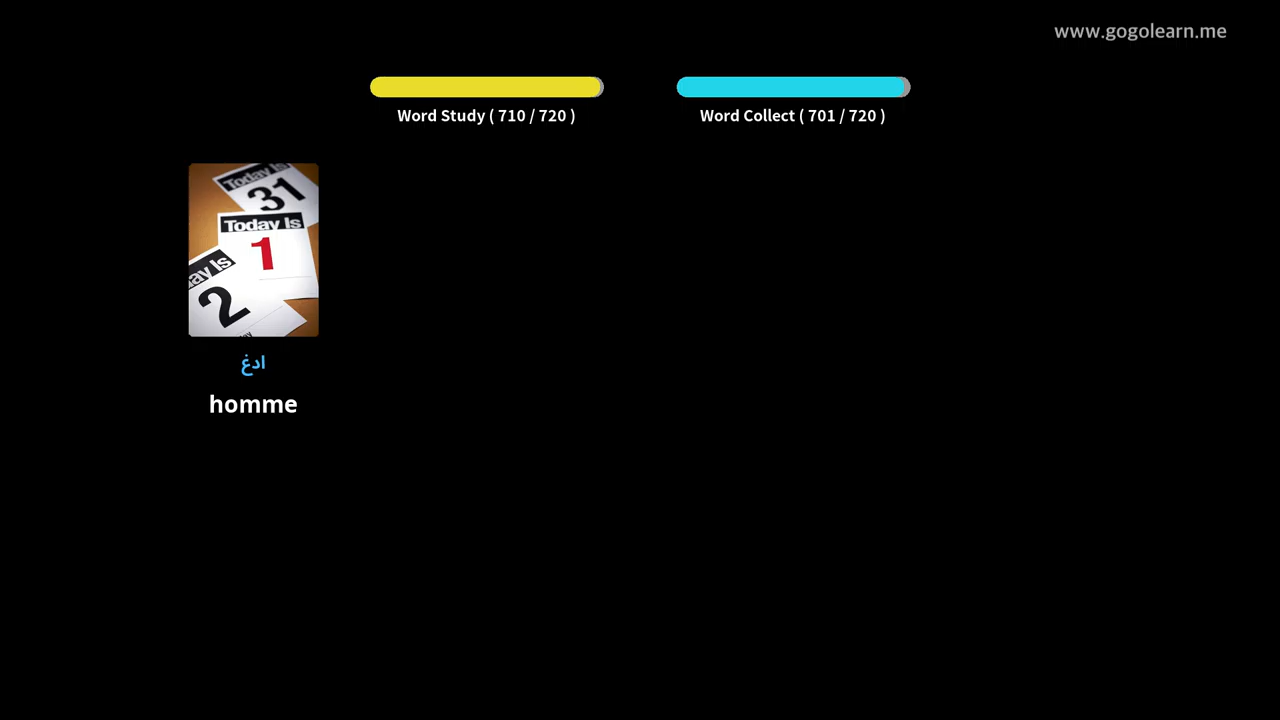 www.gogolearn.me
Word Study ( 710 / 720 )
Word Collect ( 701 / 720 )
Today Is
31
Today Is
1
ay Is
2
ادغ
homme